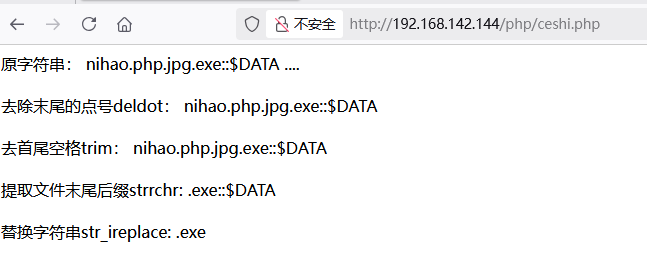 不安全 http://192.168.142.144/php/ceshi.php
原字符串： nihao.php.jpg.exe::$DATA ....
去除末尾的点号deldot： nihao.php.jpg.exe::$DATA
去首尾空格trim： nihao.php.jpg.exe::$DATA
提取文件末尾后缀strrchr: .exe::$DATA
替换字符串str_ireplace: .exe